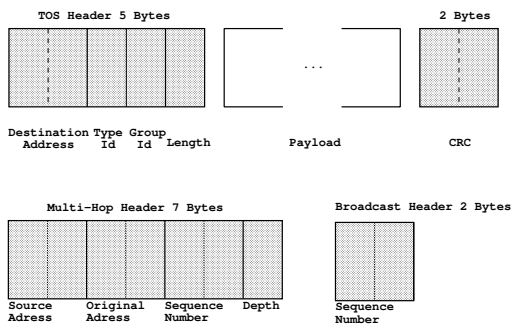 TOS Header 5 Bytes
2 Bytes
...
Destination Address
Type Id
Group Id
Length
Payload
CRC
Multi-Hop Header 7 Bytes
Broadcast Header 2 Bytes
Source Adress
Original Adress
Sequence Number
Depth
Sequence Number